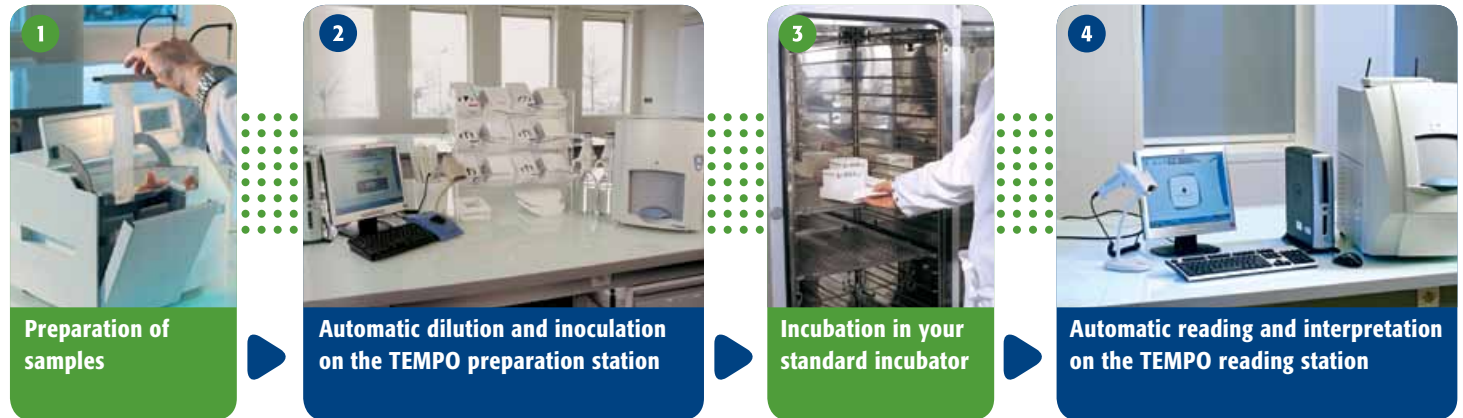 1
Preparation of
samples
2
Automatic dilution and inoculation
on the TEMPO preparation station
3
Incubation in your
standard incubator
4
Automatic reading and interpretation
on the TEMPO reading station